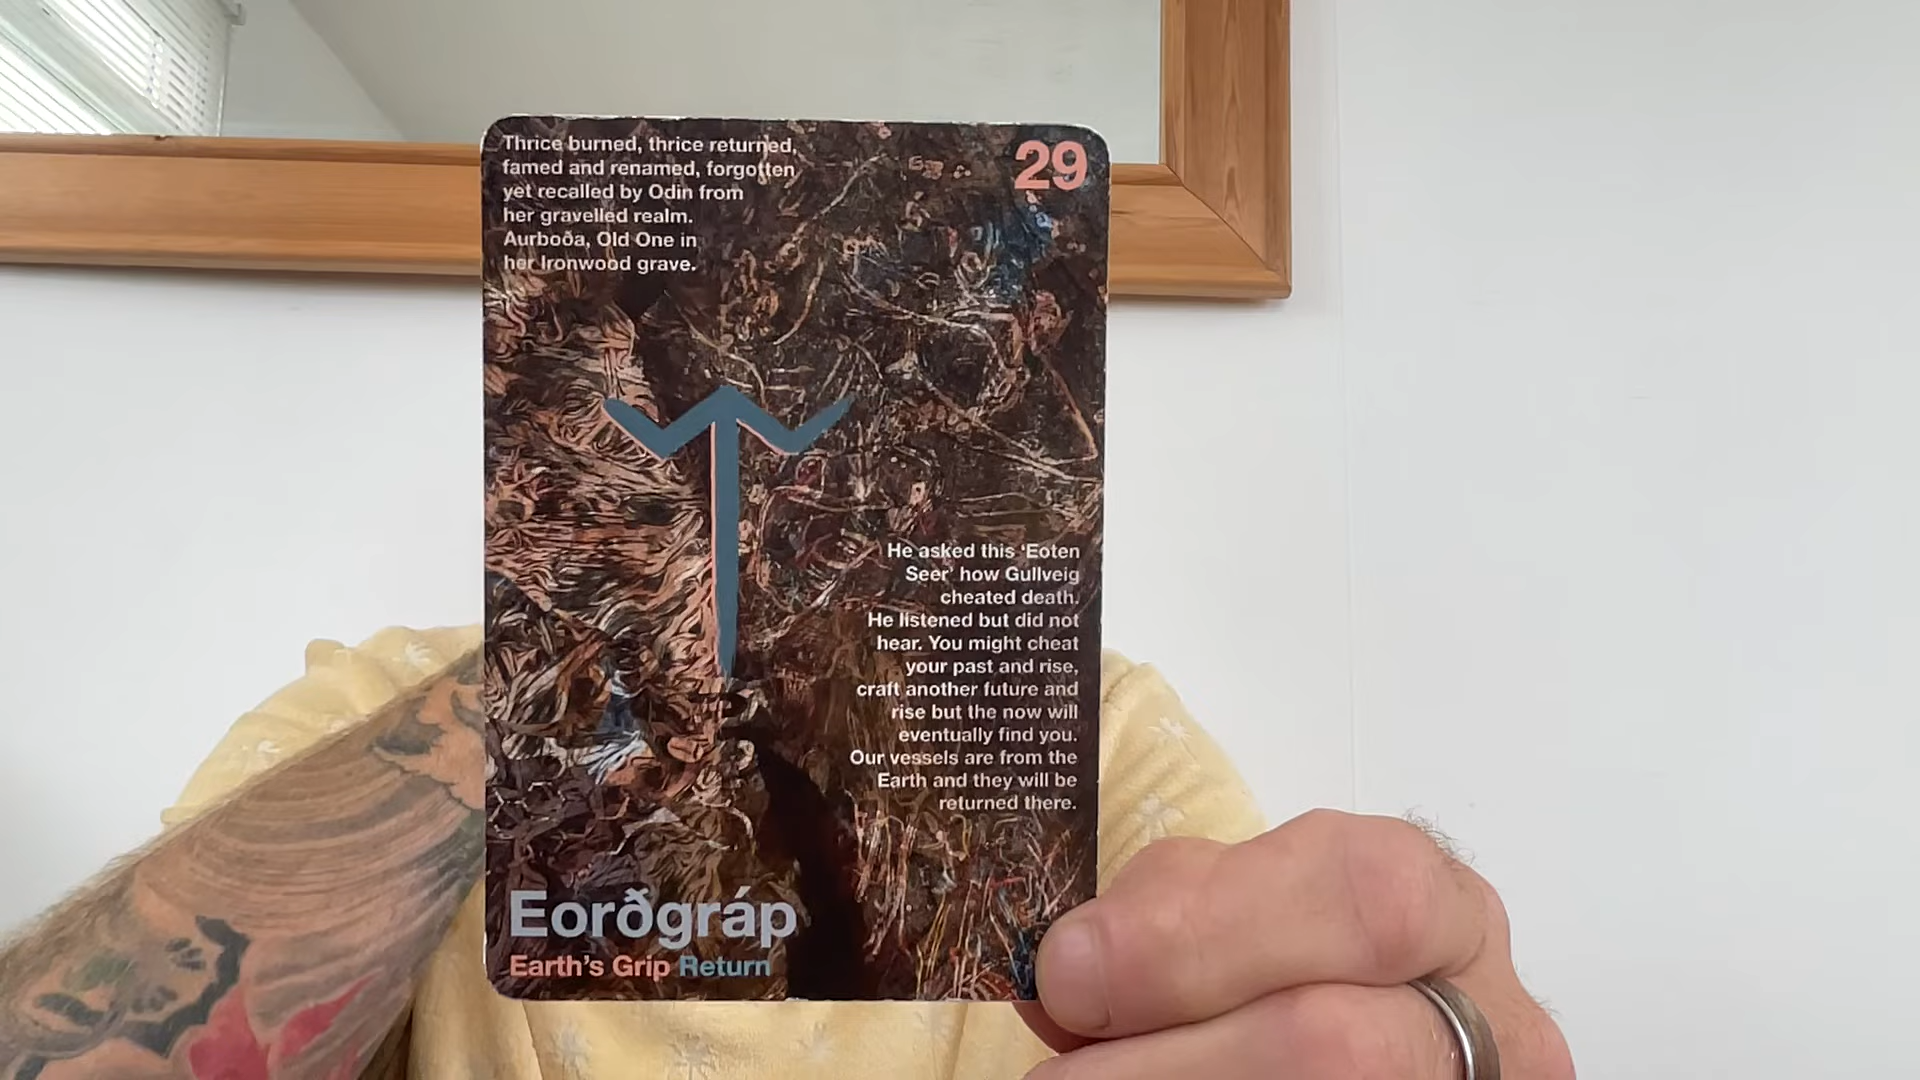 Thrice burned, thrice returned,
famed and renamed, forgotten
yet recalled by Odin from
her gravelled realm.
Aurboða, Old One in
her Ironwood grave.
29
He asked this ‘Eoten
Seer’ how Gullveig
cheated death.
He listened but did not
hear. You might cheat
your past and rise,
craft another future and
rise but the now will
eventually find you.
Our vessels are from the
Earth and they will be
returned there.
Eorðgráp
Earth’s Grip Return